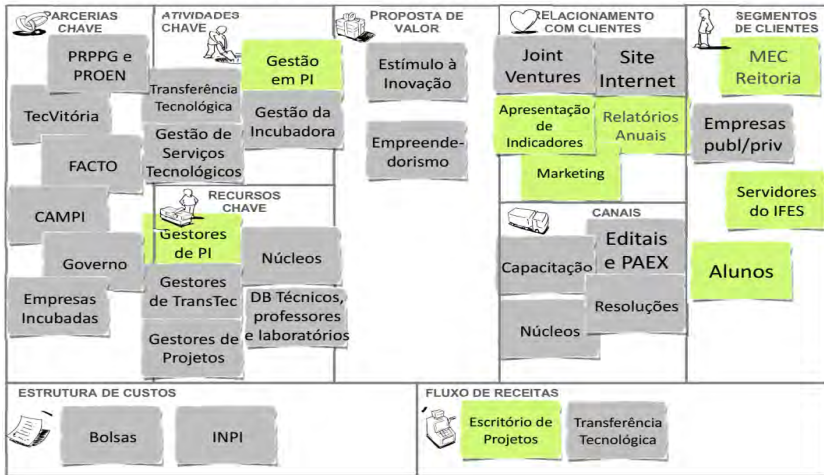 PARCERIAS
CHAVE
PRPPG e
PROEN
TecVitória
FACTO
CAMPI
Governo
Empresas
Incubadas
ATIVIDADES
CHAVE
Gestão
em PI
Transferência
Tecnológica
Gestão da
Incubadora
Gestão de
Serviços
Tecnológicos
RECURSOS
CHAVE
Gestores
de PI
Núcleos
Gestores
de TransTec
DB Técnicos,
professores
e laboratórios
Gestores de
Projetos
PROPOSTA DE
VALOR
Estímulo à
Inovação
Empreende-
dorismo
RELACIONAMENTO
COM CLIENTES
Joint
Ventures
Site
Internet
Apresentação
de
Indicadores
Relatórios
Anuais
Marketing
CANAIS
Editais
e PAEX
Capacitação
Resoluções
Núcleos
SEGMENTOS
DE CLIENTES
MEC
Reitoria
Empresas
publ/priv
Servidores
do IFES
Alunos
ESTRUTURA DE CUSTOS
Bolsas
INPI
FLUXO DE RECEITAS
Escritório de
Projetos
Transferência
Tecnológica